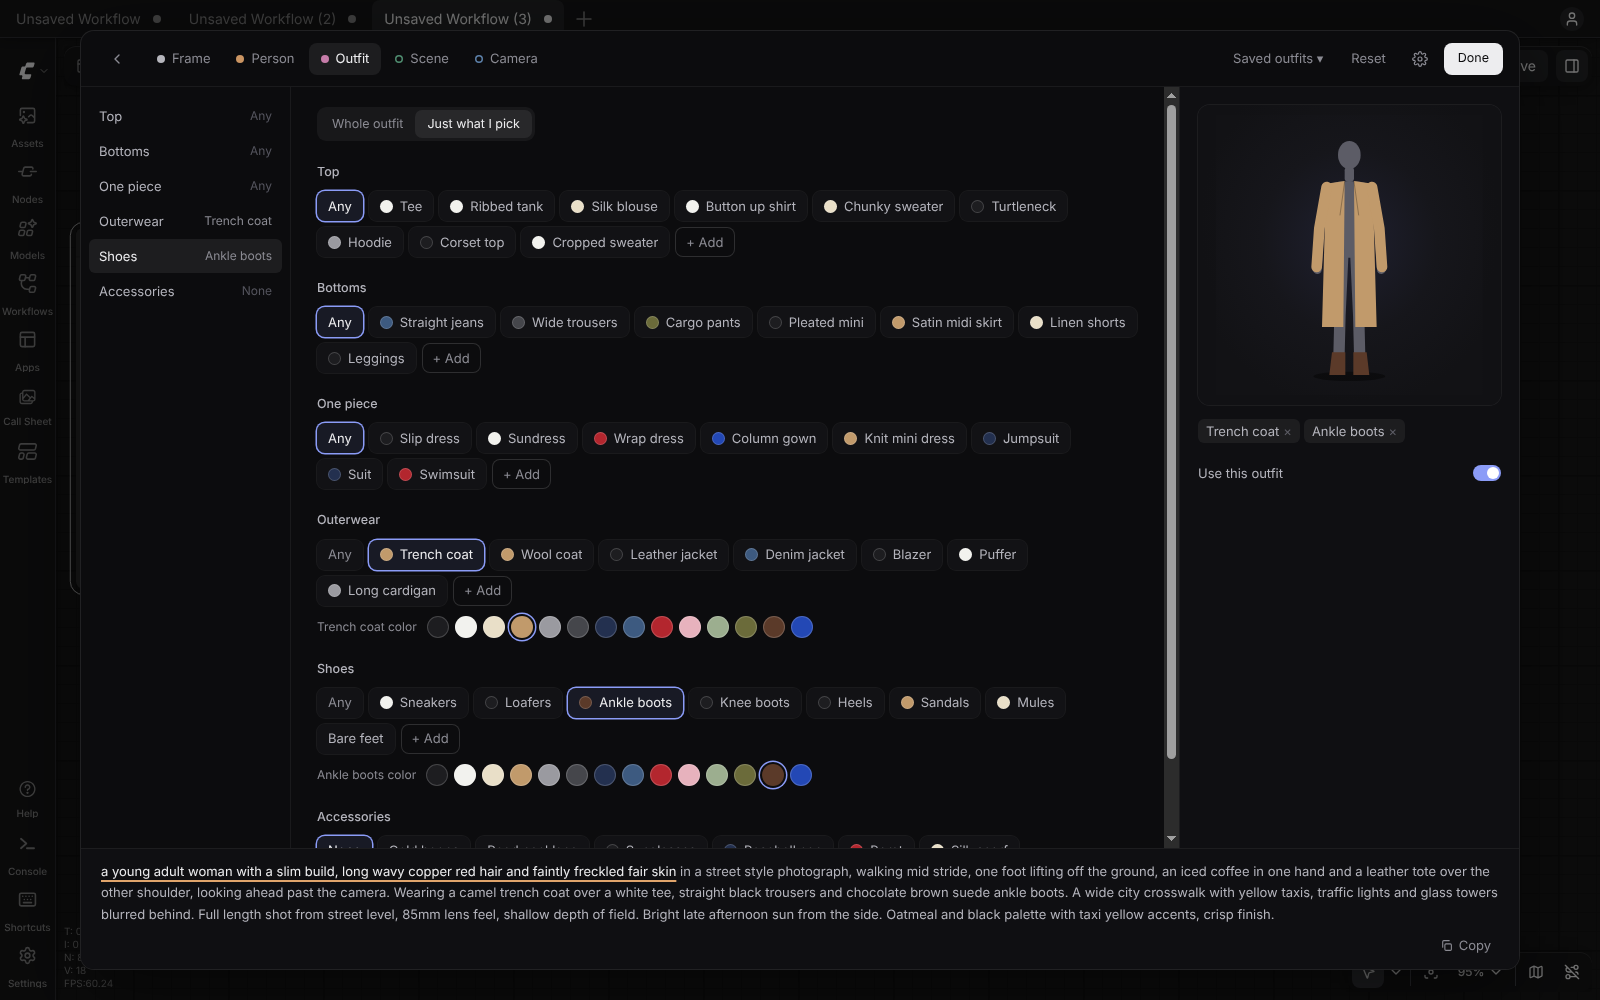 Unsaved Workflow
Unsaved Workflow (2)
Unsaved Workflow (3)
Frame
Person
Outfit
Scene
Camera
Saved outfits ▾
Reset
Done
Assets
Nodes
Models
Workflows
Apps
Call Sheet
Templates
Help
Console
Shortcuts
Settings
Top Any
Bottoms Any
One piece Any
Outerwear Trench coat
Shoes Ankle boots
Accessories None
Whole outfit Just what I pick
Top
Any Tee Ribbed tank Silk blouse Button up shirt Chunky sweater Turtleneck
Hoodie Corset top Cropped sweater + Add
Bottoms
Any Straight jeans Wide trousers Cargo pants Pleated mini Satin midi skirt Linen shorts
Leggings + Add
One piece
Any Slip dress Sundress Wrap dress Column gown Knit mini dress Jumpsuit
Suit Swimsuit + Add
Outerwear
Any Trench coat Wool coat Leather jacket Denim jacket Blazer Puffer
Long cardigan + Add
Trench coat color
Shoes
Any Sneakers Loafers Ankle boots Knee boots Heels Sandals Mules
Bare feet + Add
Ankle boots color
Accessories
Trench coat × Ankle boots ×
Use this outfit
a young adult woman with a slim build, long wavy copper red hair and faintly freckled fair skin in a street style photograph, walking mid stride, one foot lifting off the ground, an iced coffee in one hand and a leather tote over the
other shoulder, looking ahead past the camera. Wearing a camel trench coat over a white tee, straight black trousers and chocolate brown suede ankle boots. A wide city crosswalk with yellow taxis, traffic lights and glass towers
blurred behind. Full length shot from street level, 85mm lens feel, shallow depth of field. Bright late afternoon sun from the side. Oatmeal and black palette with taxi yellow accents, crisp finish.
Copy
FPS:60.24
95%